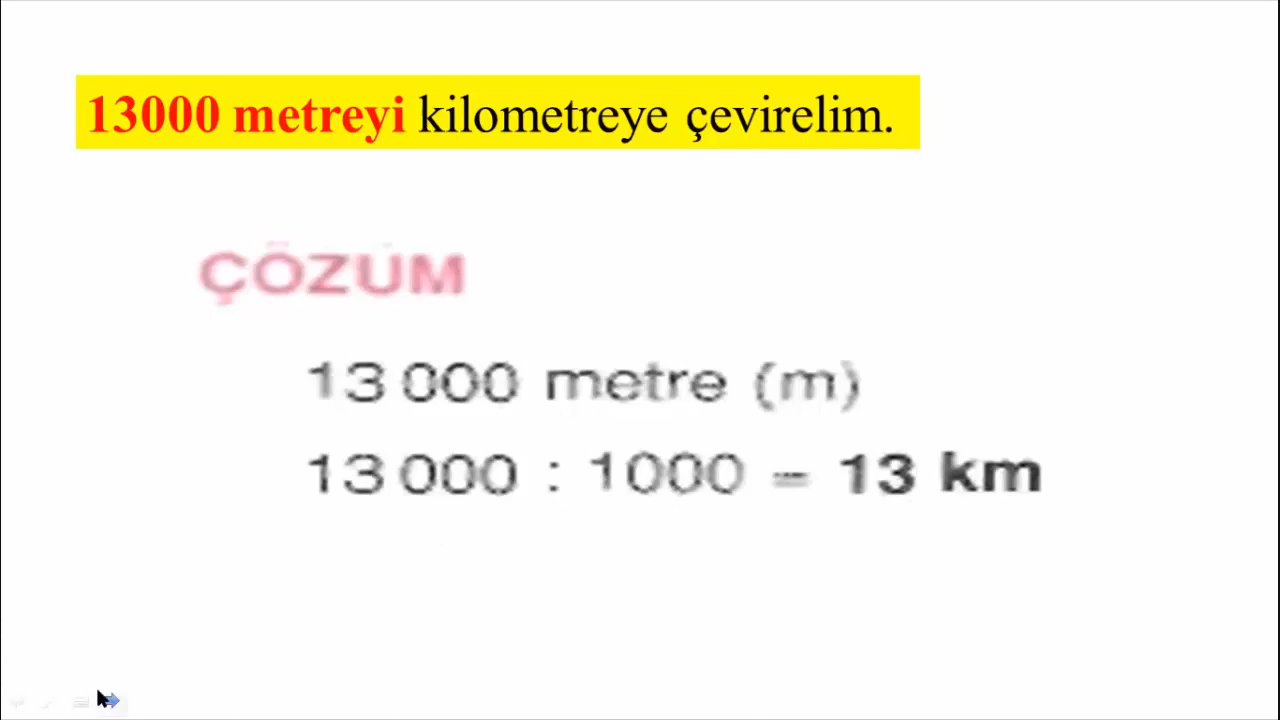 13000 metreyi kilometreye çevirelim.
ÇÖZÜM
13 000 metre (m)
13 000 : 1000 = 13 km